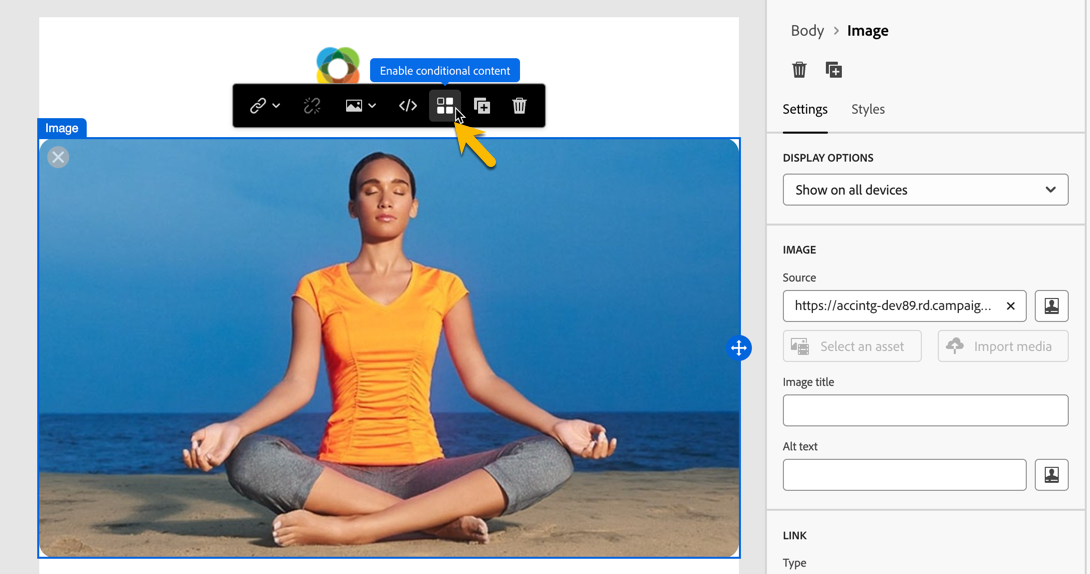 Enable conditional content
Image
Body > Image
Settings
Styles
DISPLAY OPTIONS
Show on all devices
IMAGE
Source
https://accintg-dev89.rd.campaig...
Select an asset
Import media
Image title
Alt text
LINK
Type